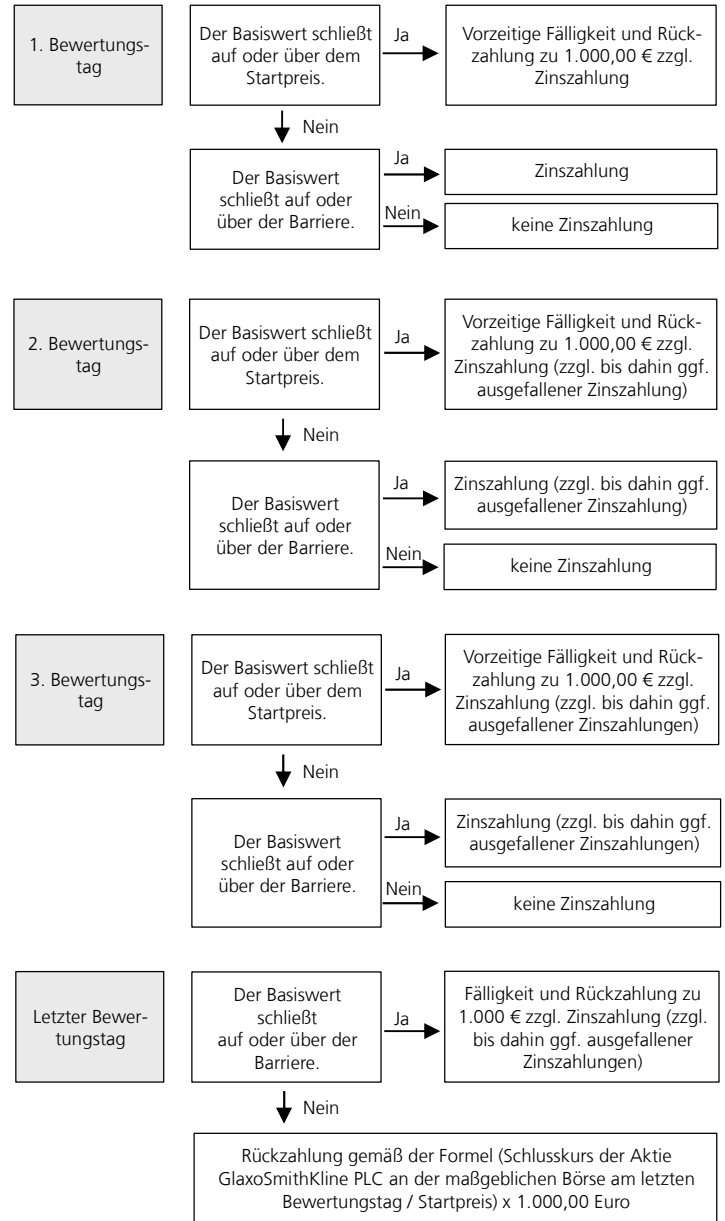 1. Bewertungs-
tag
Der Basiswert schließt
auf oder über dem
Startpreis.
Ja
Vorzeitige Fälligkeit und Rück-
zahlung zu 1.000,00 € zzgl.
Zinszahlung
Nein
Der Basiswert
schließt auf oder
über der Barriere.
Ja
Zinszahlung
Nein
keine Zinszahlung
2. Bewertungs-
tag
Der Basiswert schließt
auf oder über dem
Startpreis.
Ja
Vorzeitige Fälligkeit und Rück-
zahlung zu 1.000,00 € zzgl.
Zinszahlung (zzgl. bis dahin ggf.
ausgefallener Zinszahlung)
Nein
Der Basiswert
schließt auf oder
über der Barriere.
Ja
Zinszahlung (zzgl. bis dahin ggf.
ausgefallener Zinszahlung)
Nein
keine Zinszahlung
3. Bewertungs-
tag
Der Basiswert schließt
auf oder über dem
Startpreis.
Ja
Vorzeitige Fälligkeit und Rück-
zahlung zu 1.000,00 € zzgl.
Zinszahlung (zzgl. bis dahin ggf.
ausgefallener Zinszahlungen)
Nein
Der Basiswert
schließt auf oder
über der Barriere.
Ja
Zinszahlung (zzgl. bis dahin ggf.
ausgefallener Zinszahlungen)
Nein
keine Zinszahlung
Letzter Bewer-
tungstag
Der Basiswert
schließt
auf oder über der
Barriere.
Ja
Fälligkeit und Rückzahlung zu
1.000 € zzgl. Zinszahlung (zzgl.
bis dahin ggf. ausgefallener
Zinszahlungen)
Nein
Rückzahlung gemäß der Formel (Schlusskurs der Aktie
GlaxoSmithKline PLC an der maßgeblichen Börse am letzten
Bewertungstag / Startpreis) x 1.000,00 Euro